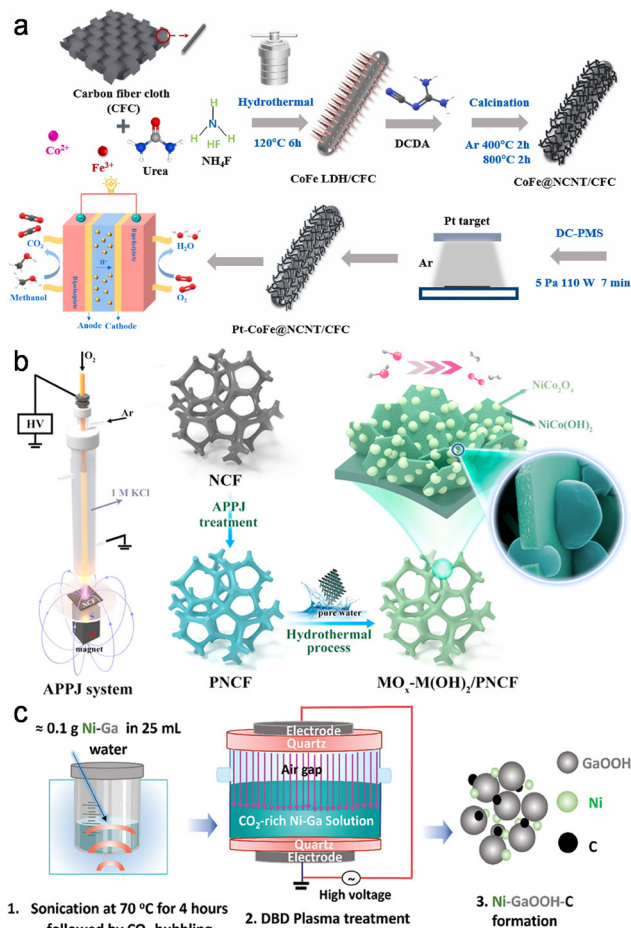 a
Carbon fiber cloth
(CFC)
Co²⁺
Fe³⁺
Urea
N
H
H
H
H
HF
NH₄F
Hydrothermal
120°C 6h
CoFe LDH/CFC
DCDA
Calcination
Ar 400°C 2h
800°C 2h
CoFe@NCNT/CFC
CO₂
Methanol
Bipolarplate
H⁺
Bipolarplate
H₂O
O₂
Anode
Cathode
Pt-CoFe@NCNT/CFC
Pt target
Ar
DC-PMS
5 Pa 110 W 7 min
b
O₂
HV
Ar
1 M KCl
NCF
magnet
APPJ system
NCF
APPJ
treatment
PNCF
pure water
Hydrothermal
process
NiCo₂O₄
NiCo(OH)₂
MOₓ-M(OH)₂/PNCF
c
≈ 0.1 g Ni-Ga in 25 mL
water
1. Sonication at 70 °C for 4 hours
followed by CO₂ bubbling
Electrode
Quartz
Air gap
CO₂-rich Ni-Ga Solution
Quartz
Electrode
~
High voltage
2. DBD Plasma treatment
GaOOH
Ni
C
3. Ni-GaOOH-C
formation